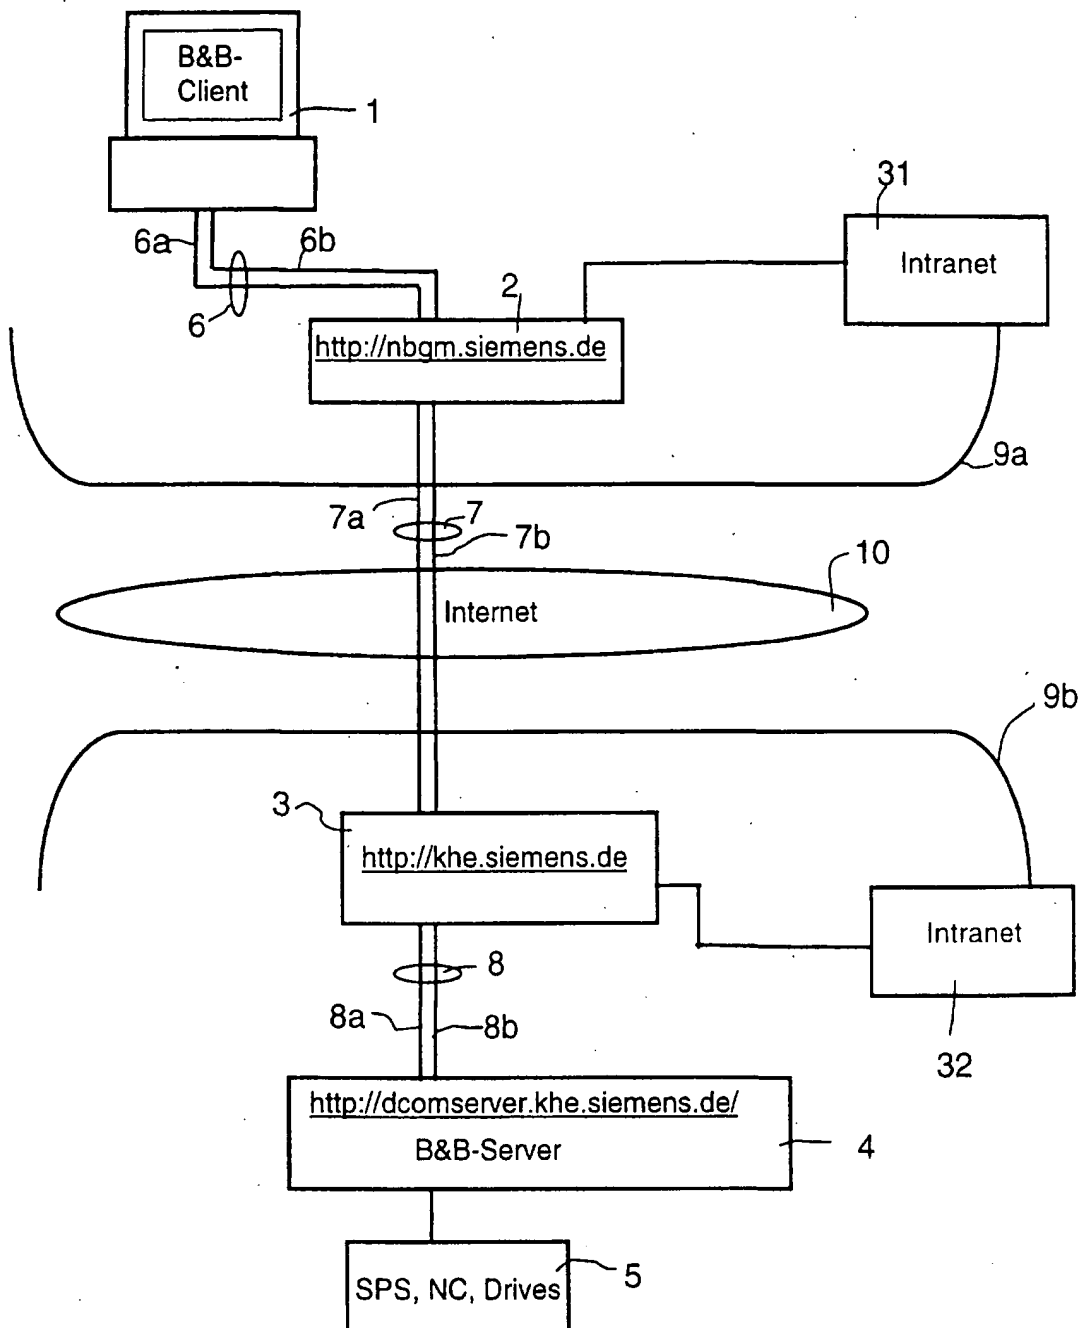 B&B-
Client
1
31
Intranet
6a
6b
6
2
http://nbgm.siemens.de
9a
7a
7
7b
10
Internet
9b
3
http://khe.siemens.de
Intranet
8
8a
8b
32
http://dcomserver.khe.siemens.de/
B&B-Server
4
SPS, NC, Drives
5